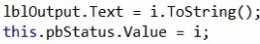 lblOutput.Text = i.ToString();
this.pbStatus.Value = i;